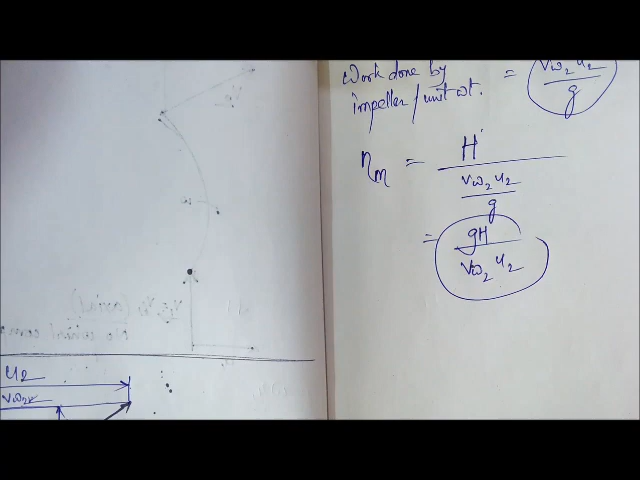 Work done by = Vw₂ u₂ / g
impeller / unit wt.
ηm = H / (Vw₂ u₂ / g)
= gH / Vw₂ u₂
u₂
Vw₂